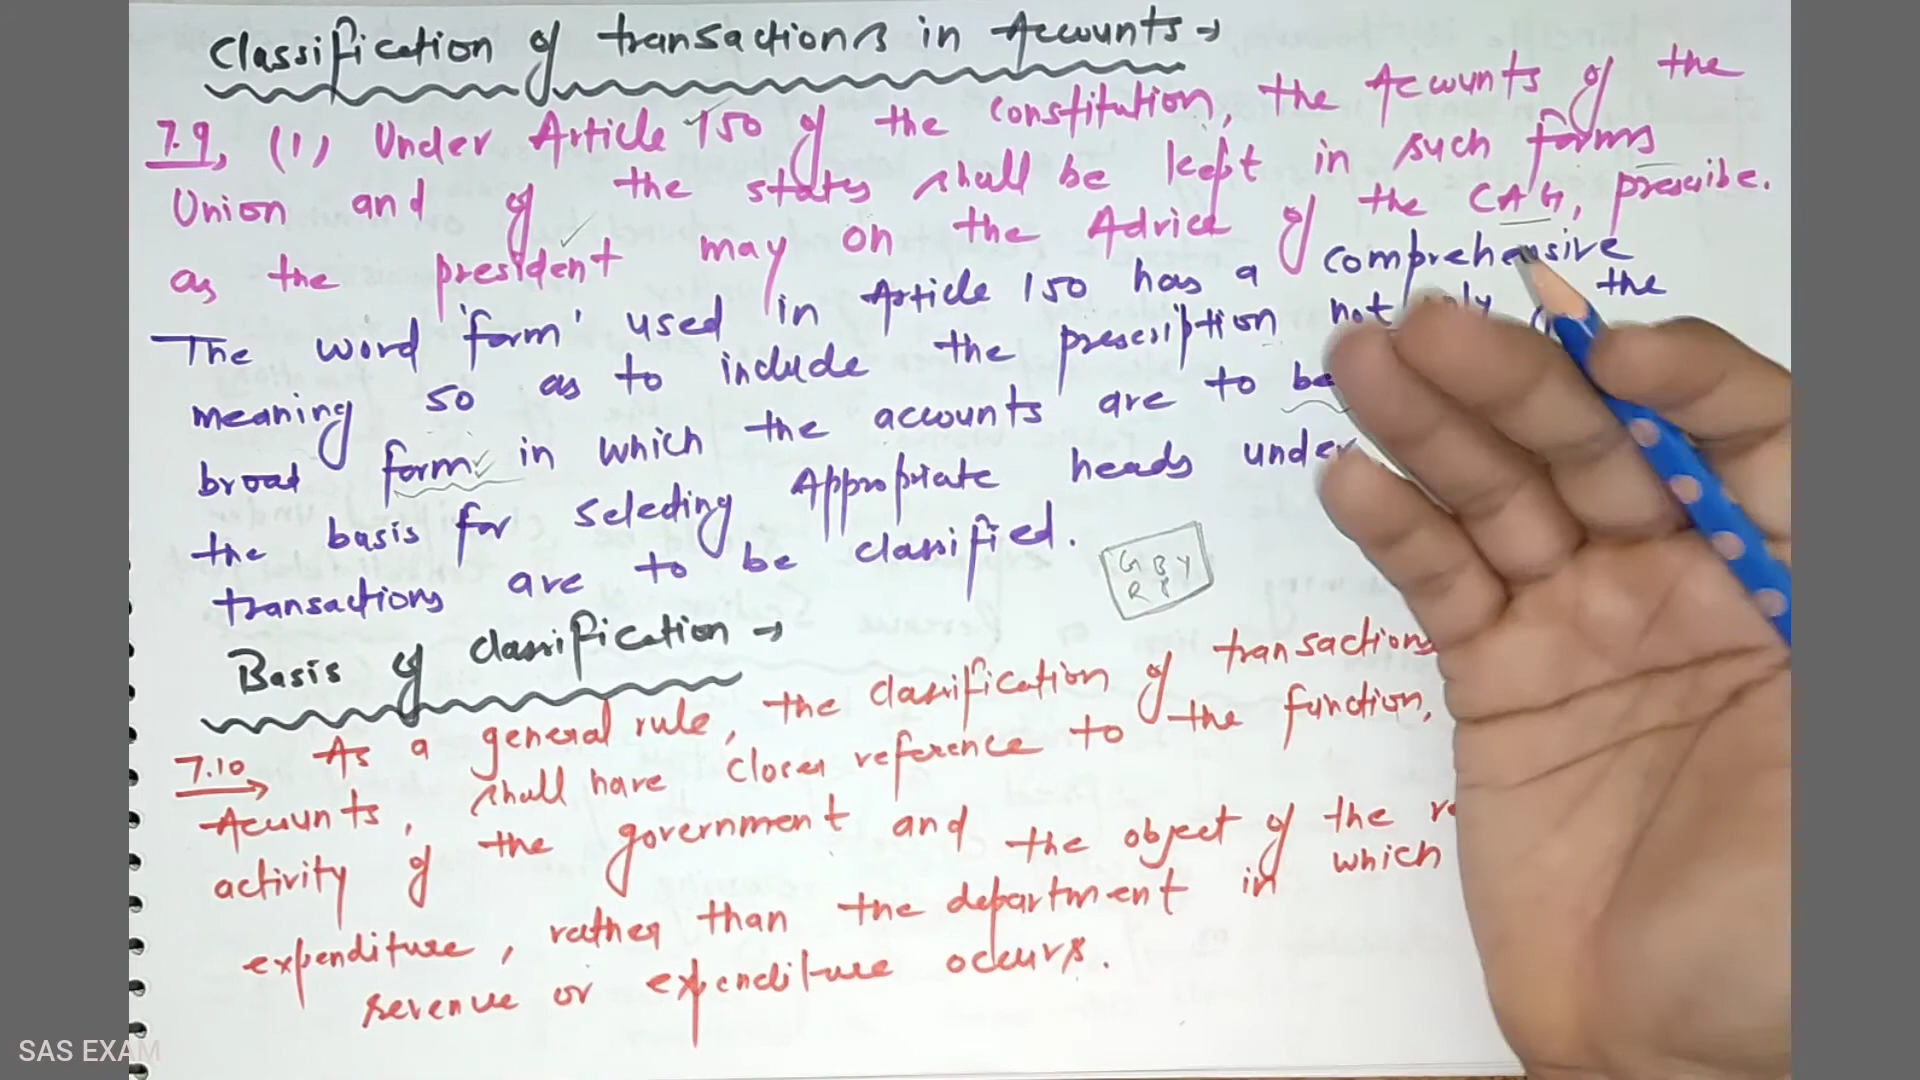 Classification of transactions in Accounts →
7.9, (1) Under Article 150 of the constitution, the Accounts of the
Union and of the states shall be kept in such forms
as the president may on the Advice of the CAG, prescribe.
The word 'form' used in Article 150 has a comprehensive
meaning so as to include the prescription not only the
broad form in which the accounts are to be
the basis for selecting Appropriate heads under
transactions are to be classified.
G B Y
R P
Basis of classification →
7.10 → As a general rule, the classification of transactions
Accounts, shall have closer reference to the function,
activity of the government and the object of the
expenditure, rather than the department in which
revenue or expenditure occurs.
SAS EXAM